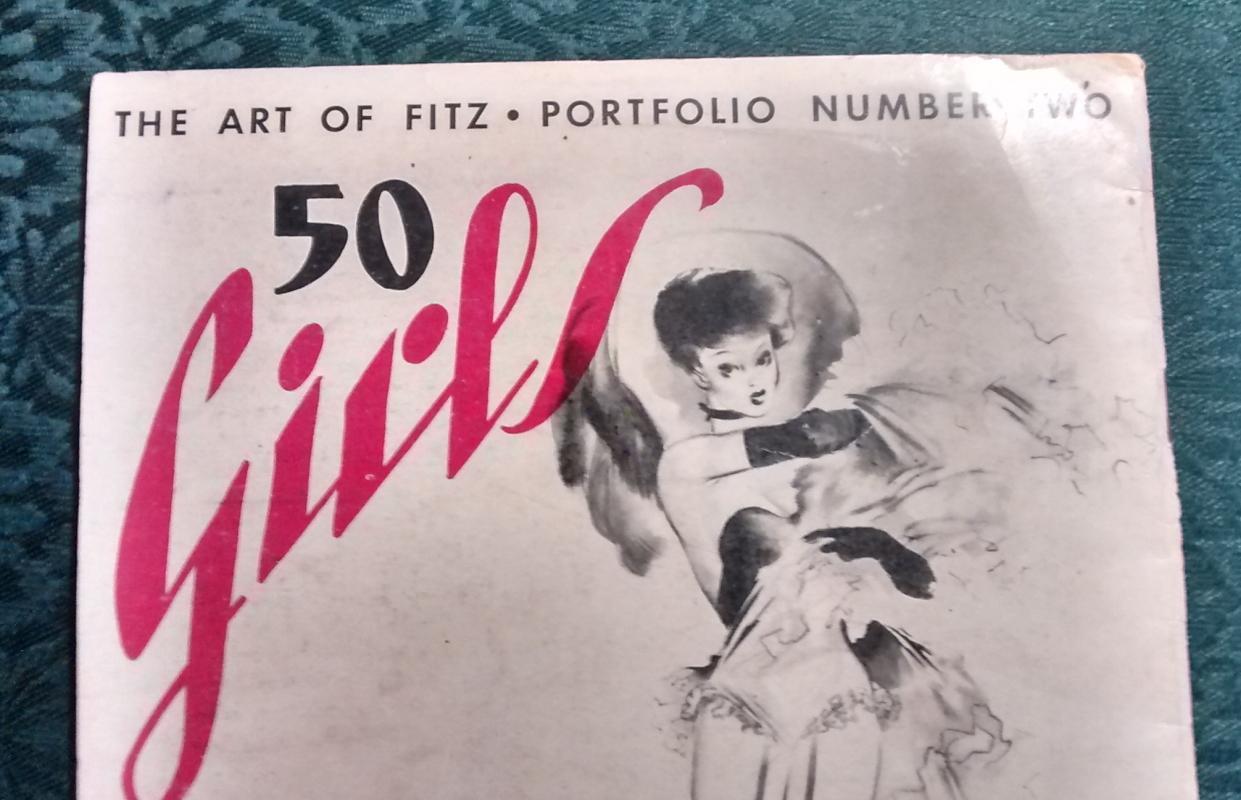 THE ART OF FITZ • PORTFOLIO NUMBER TWO
50
Girls